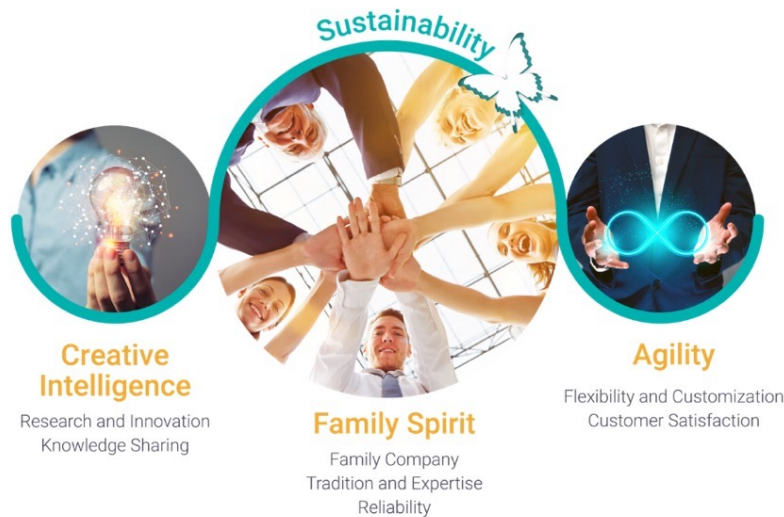 Sustainability
Creative
Intelligence
Research and Innovation
Knowledge Sharing
Family Spirit
Family Company
Tradition and Expertise
Reliability
Agility
Flexibility and Customization
Customer Satisfaction